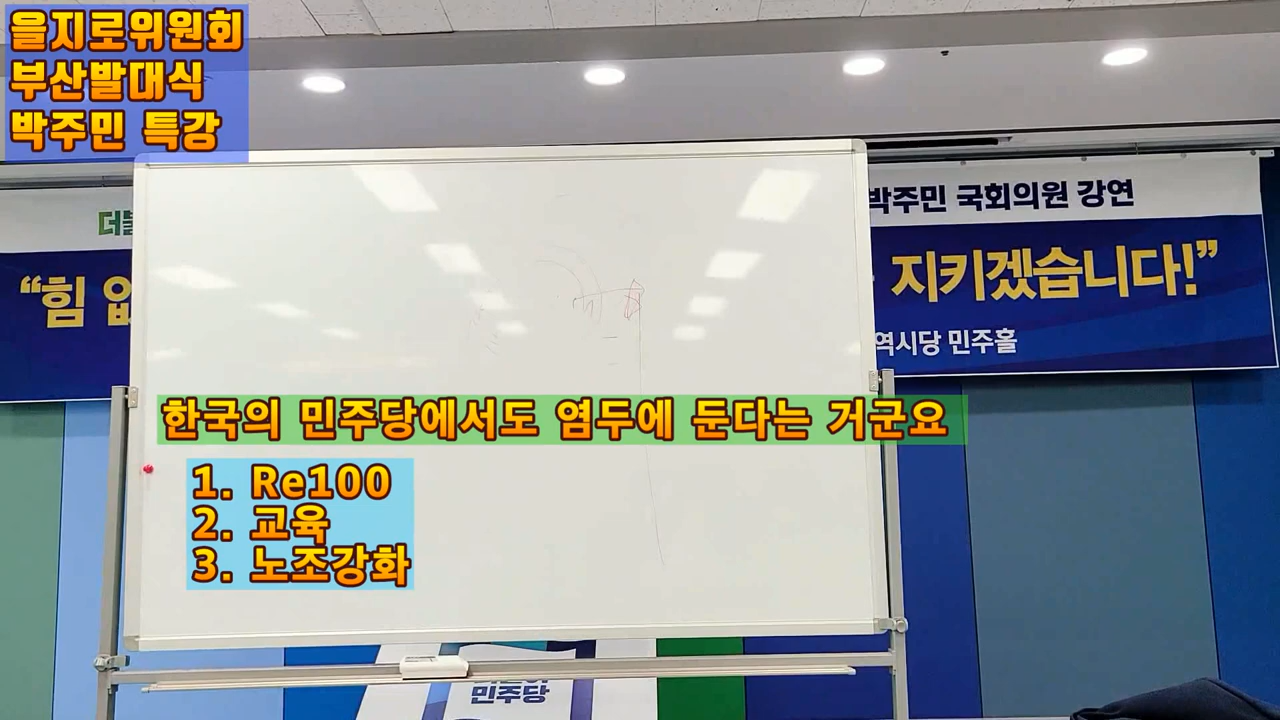 을지로위원회
부산발대식
박주민 특강
박주민 국회의원 강연
“힘 지키겠습니다!”
민주홀
한국의 민주당에서도 염두에 둔다는 거군요
1. Re100
2. 교육
3. 노조강화
민주당